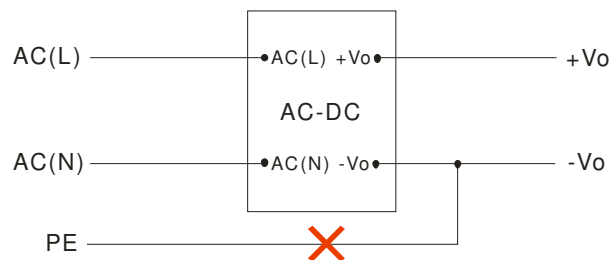 AC(L) AC(L) +Vo +Vo
AC-DC
AC(N) AC(N) -Vo -Vo
PE